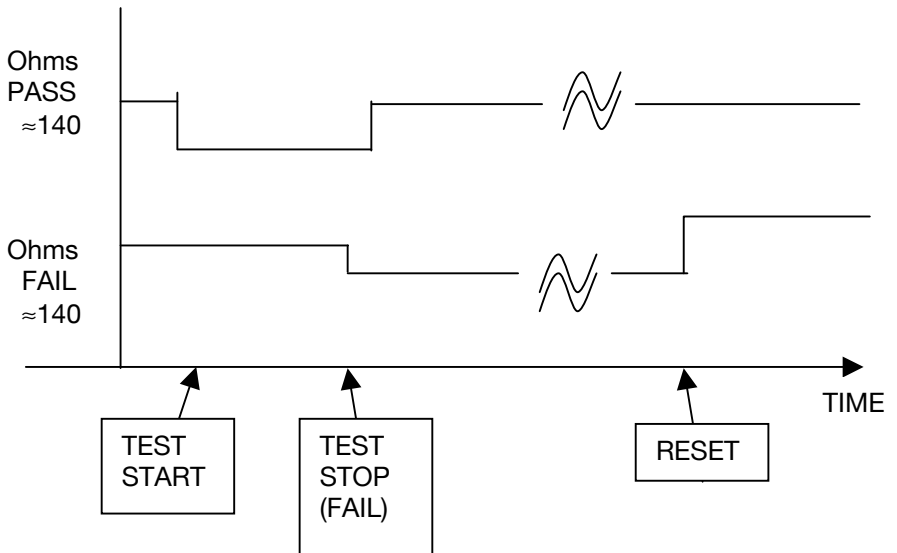 Ohms
PASS
≈140
Ohms
FAIL
≈140
TIME
TEST
START
TEST
STOP
(FAIL)
RESET